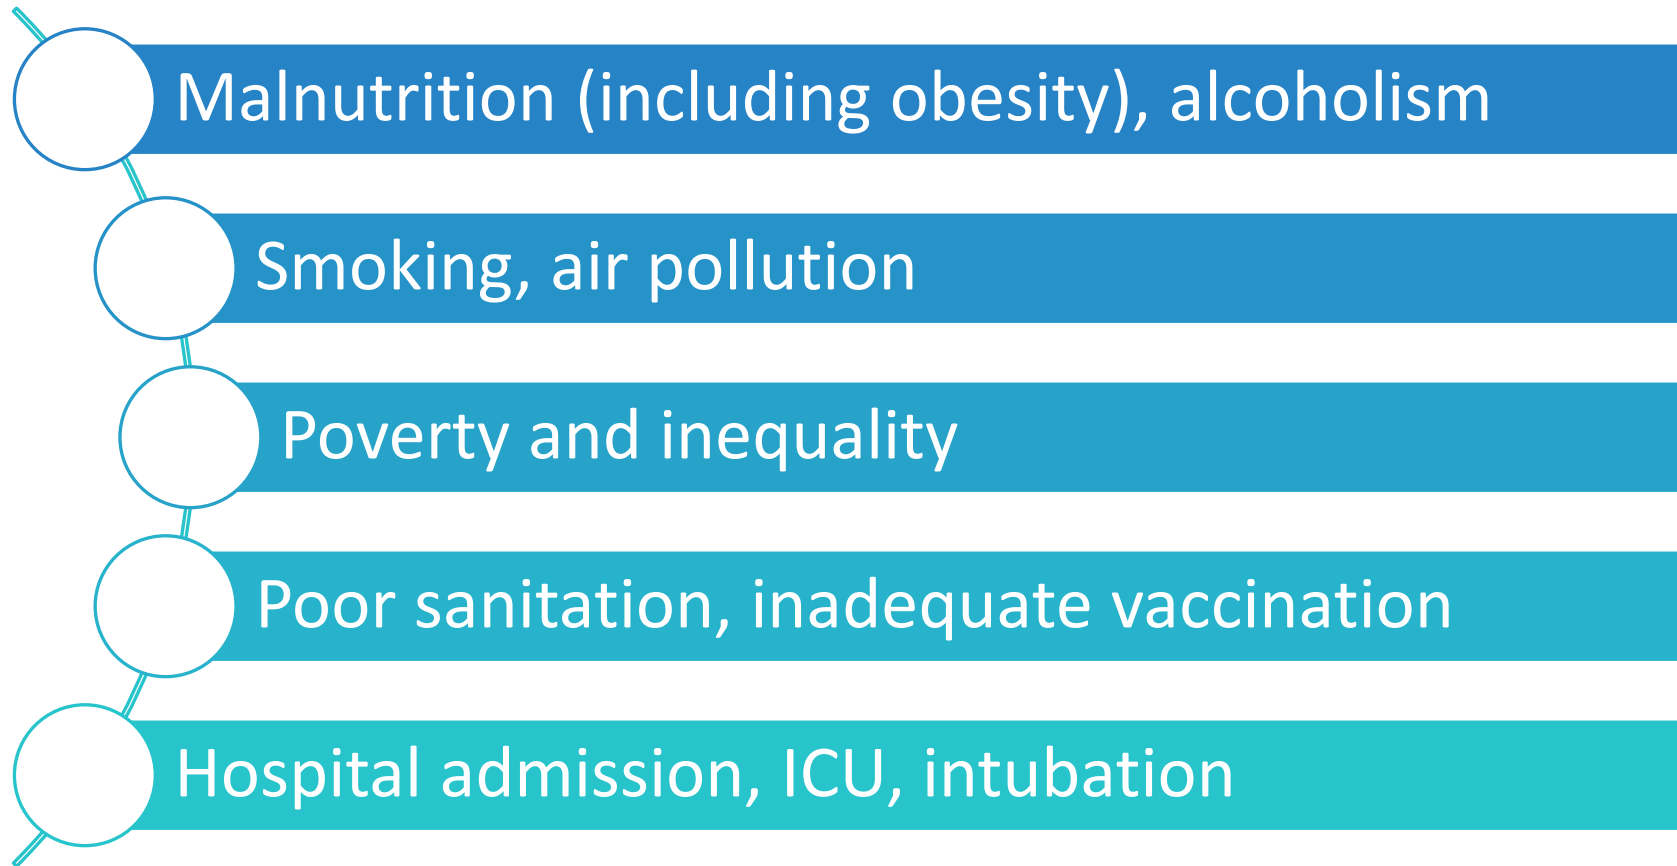 Malnutrition (including obesity), alcoholism
Smoking, air pollution
Poverty and inequality
Poor sanitation, inadequate vaccination
Hospital admission, ICU, intubation